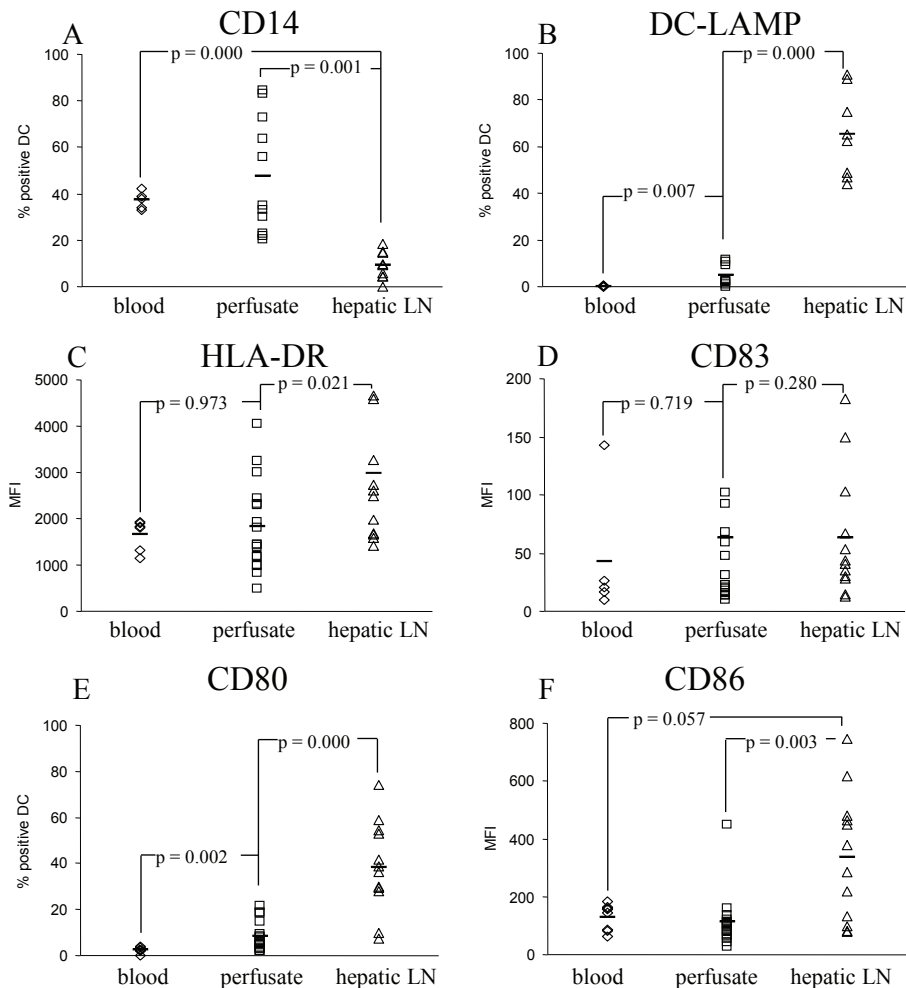 A
CD14
% positive DC
100
80
60
40
20
0
p = 0.000
p = 0.001
blood
perfusate
hepatic LN
B
DC-LAMP
% positive DC
100
80
60
40
20
0
p = 0.000
p = 0.007
blood
perfusate
hepatic LN
C
HLA-DR
MFI
5000
4000
3000
2000
1000
0
p = 0.021
p = 0.973
blood
perfusate
hepatic LN
D
CD83
200
150
100
50
0
p = 0.280
p = 0.719
blood
perfusate
hepatic LN
E
CD80
% positive DC
100
80
60
40
20
0
p = 0.000
p = 0.002
blood
perfusate
hepatic LN
F
CD86
MFI
800
600
400
200
0
p = 0.057
p = 0.003
blood
perfusate
hepatic LN